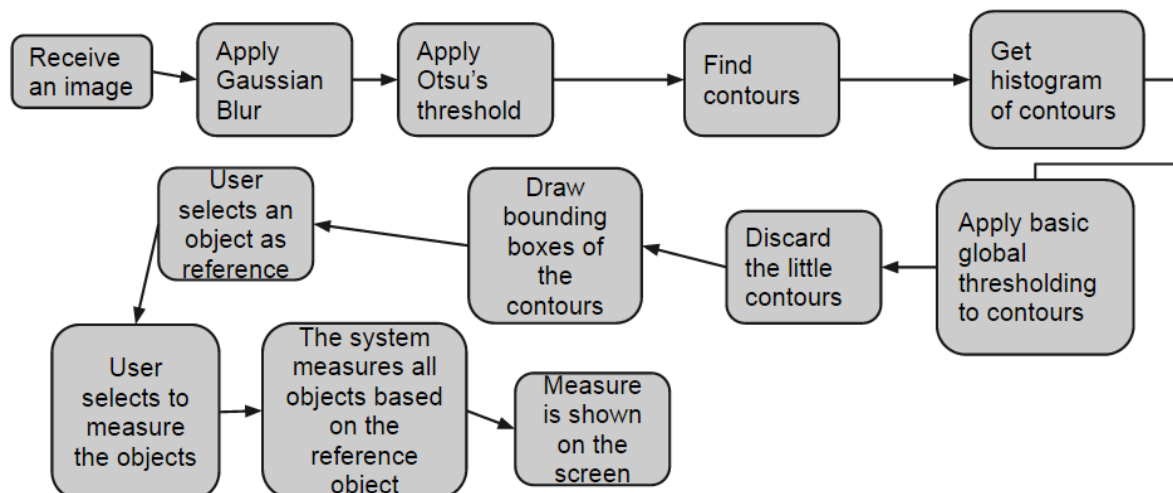 Receive
an image
Apply
Gaussian
Blur
Apply
Otsu's
threshold
Find
contours
Get
histogram
of contours
Apply basic
global
thresholding
to contours
Discard
the little
contours
Draw
bounding
boxes of
the
contours
User
selects an
object as
reference
User
selects to
measure
the objects
The system
measures all
objects based
on the
reference
object
Measure
is shown
on the
screen